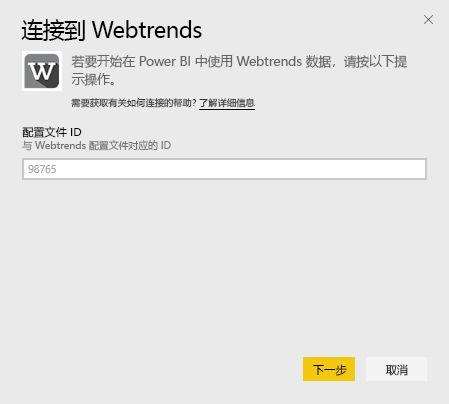 连接到 Webtrends
W
若要开始在 Power BI 中使用 Webtrends 数据，请按以下提
示操作。
需要获取有关如何连接的帮助? 了解详细信息
配置文件 ID
与 Webtrends 配置文件对应的 ID
98765
下一步
取消